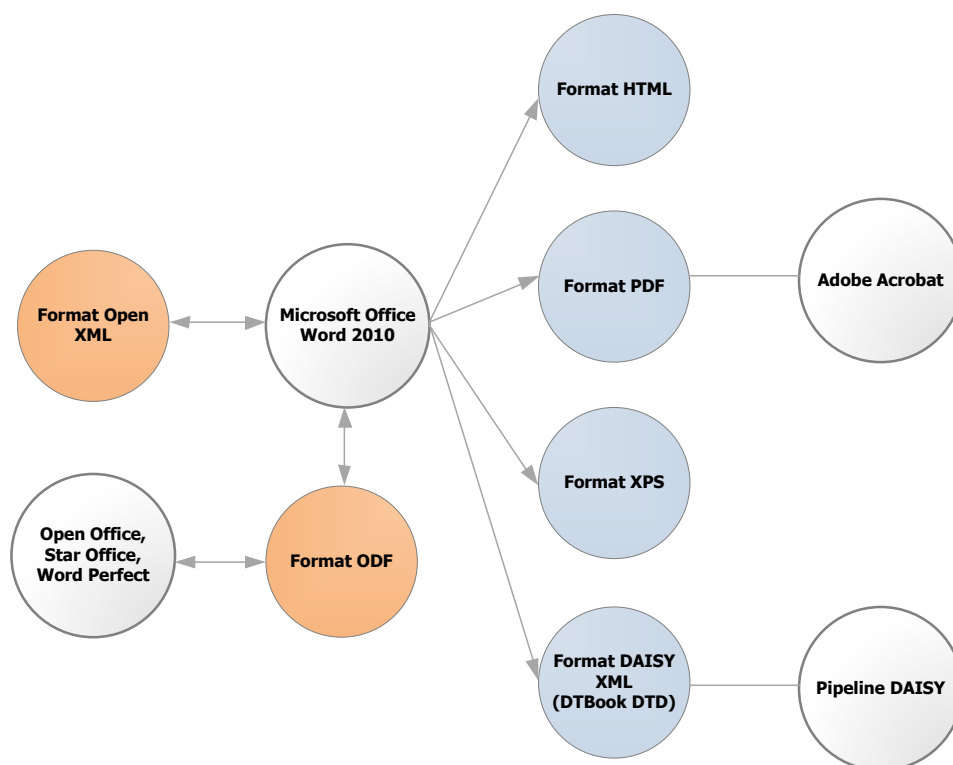 Format HTML
Format PDF
Adobe Acrobat
Format Open
XML
Microsoft Office
Word 2010
Format XPS
Open Office,
Star Office,
Word Perfect
Format ODF
Format DAISY
XML
(DTBook DTD)
Pipeline DAISY